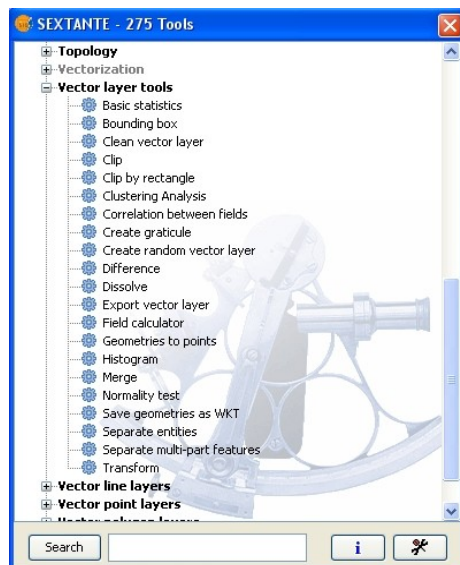 SEXTANTE - 275 Tools
Topology
Vectorization
Vector layer tools
Basic statistics
Bounding box
Clean vector layer
Clip
Clip by rectangle
Clustering Analysis
Correlation between fields
Create graticule
Create random vector layer
Difference
Dissolve
Export vector layer
Field calculator
Geometries to points
Histogram
Merge
Normality test
Save geometries as WKT
Separate entities
Separate multi-part features
Transform
Vector line layers
Vector point layers
Vector polygon layers
Search
i